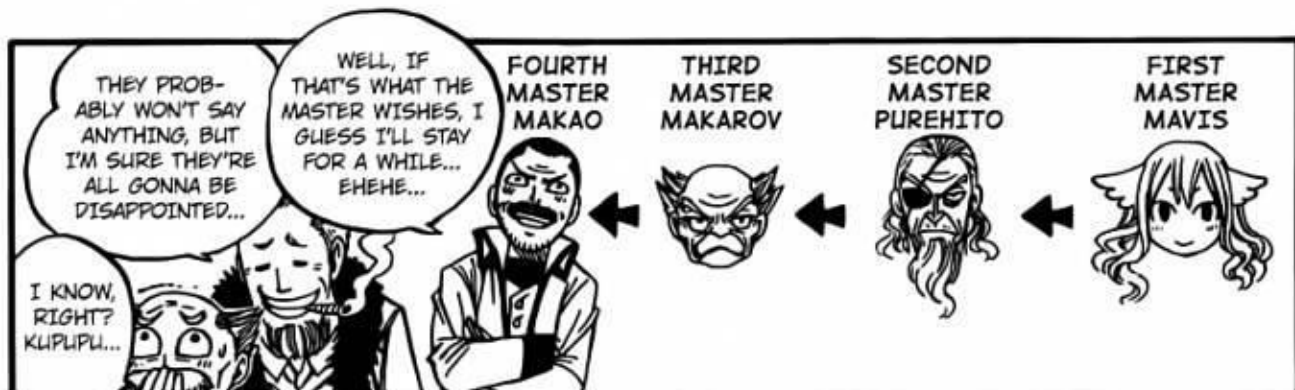 FIRST
MASTER
MAVIS
SECOND
MASTER
PUREHITO
THIRD
MASTER
MAKAROV
FOURTH
MASTER
MAKAO
WELL, IF
THAT'S WHAT THE
MASTER WISHES, I
GUESS I'LL STAY
FOR A WHILE...
EHEHE...
THEY PROB-
ABLY WON'T SAY
ANYTHING, BUT
I'M SURE THEY'RE
ALL GONNA BE
DISAPPOINTED...
I KNOW,
RIGHT?
KUPUPU...